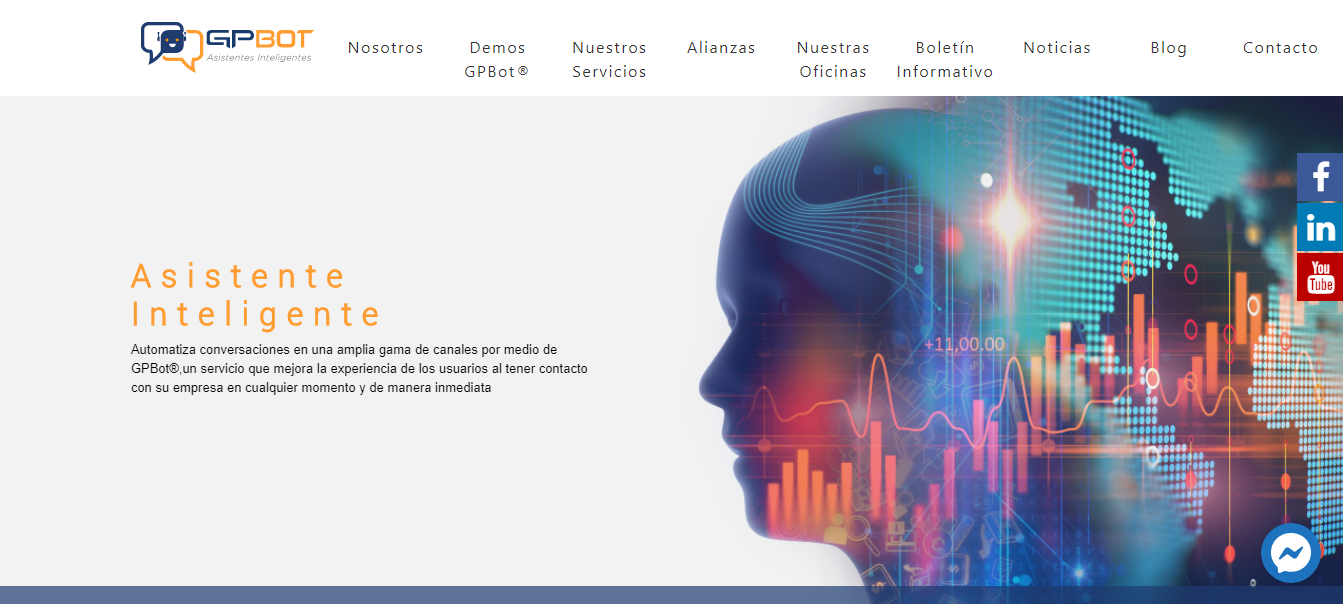 GPBOT
Asistentes Inteligentes
Nosotros
Demos
GPBot®
Nuestros
Servicios
Alianzas
Nuestras
Oficinas
Boletín
Informativo
Noticias
Blog
Contacto
Asistente
Inteligente
Automatiza conversaciones en una amplia gama de canales por medio de
GPBot®,un servicio que mejora la experiencia de los usuarios al tener contacto
con su empresa en cualquier momento y de manera inmediata
+11,00.00
f
in
You
Tube